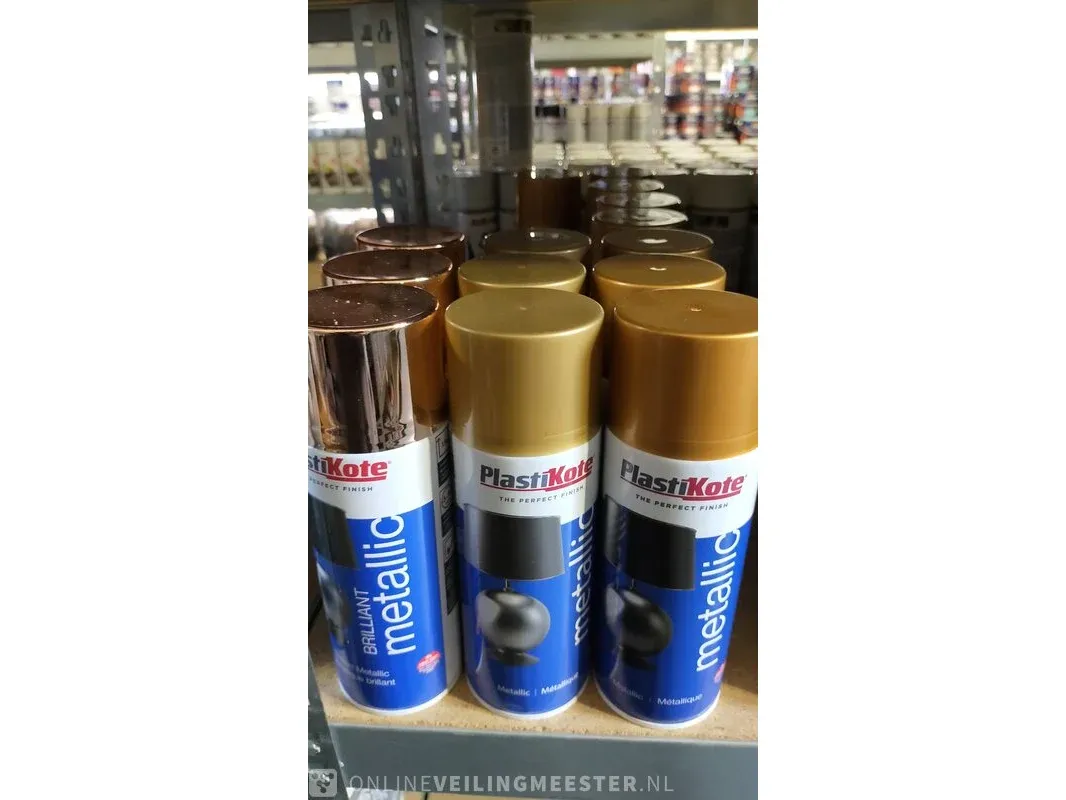 stiKote
PERFECT FINISH
BRILLIANT
metallic
Metallic
brillant
PlastiKote
THE PERFECT FINISH
metallic
Metallic | Métallique
PlastiKote
THE PERFECT FINISH
metallic
Metallic | Métallique
ONLINEVEILINGMEESTER.NL